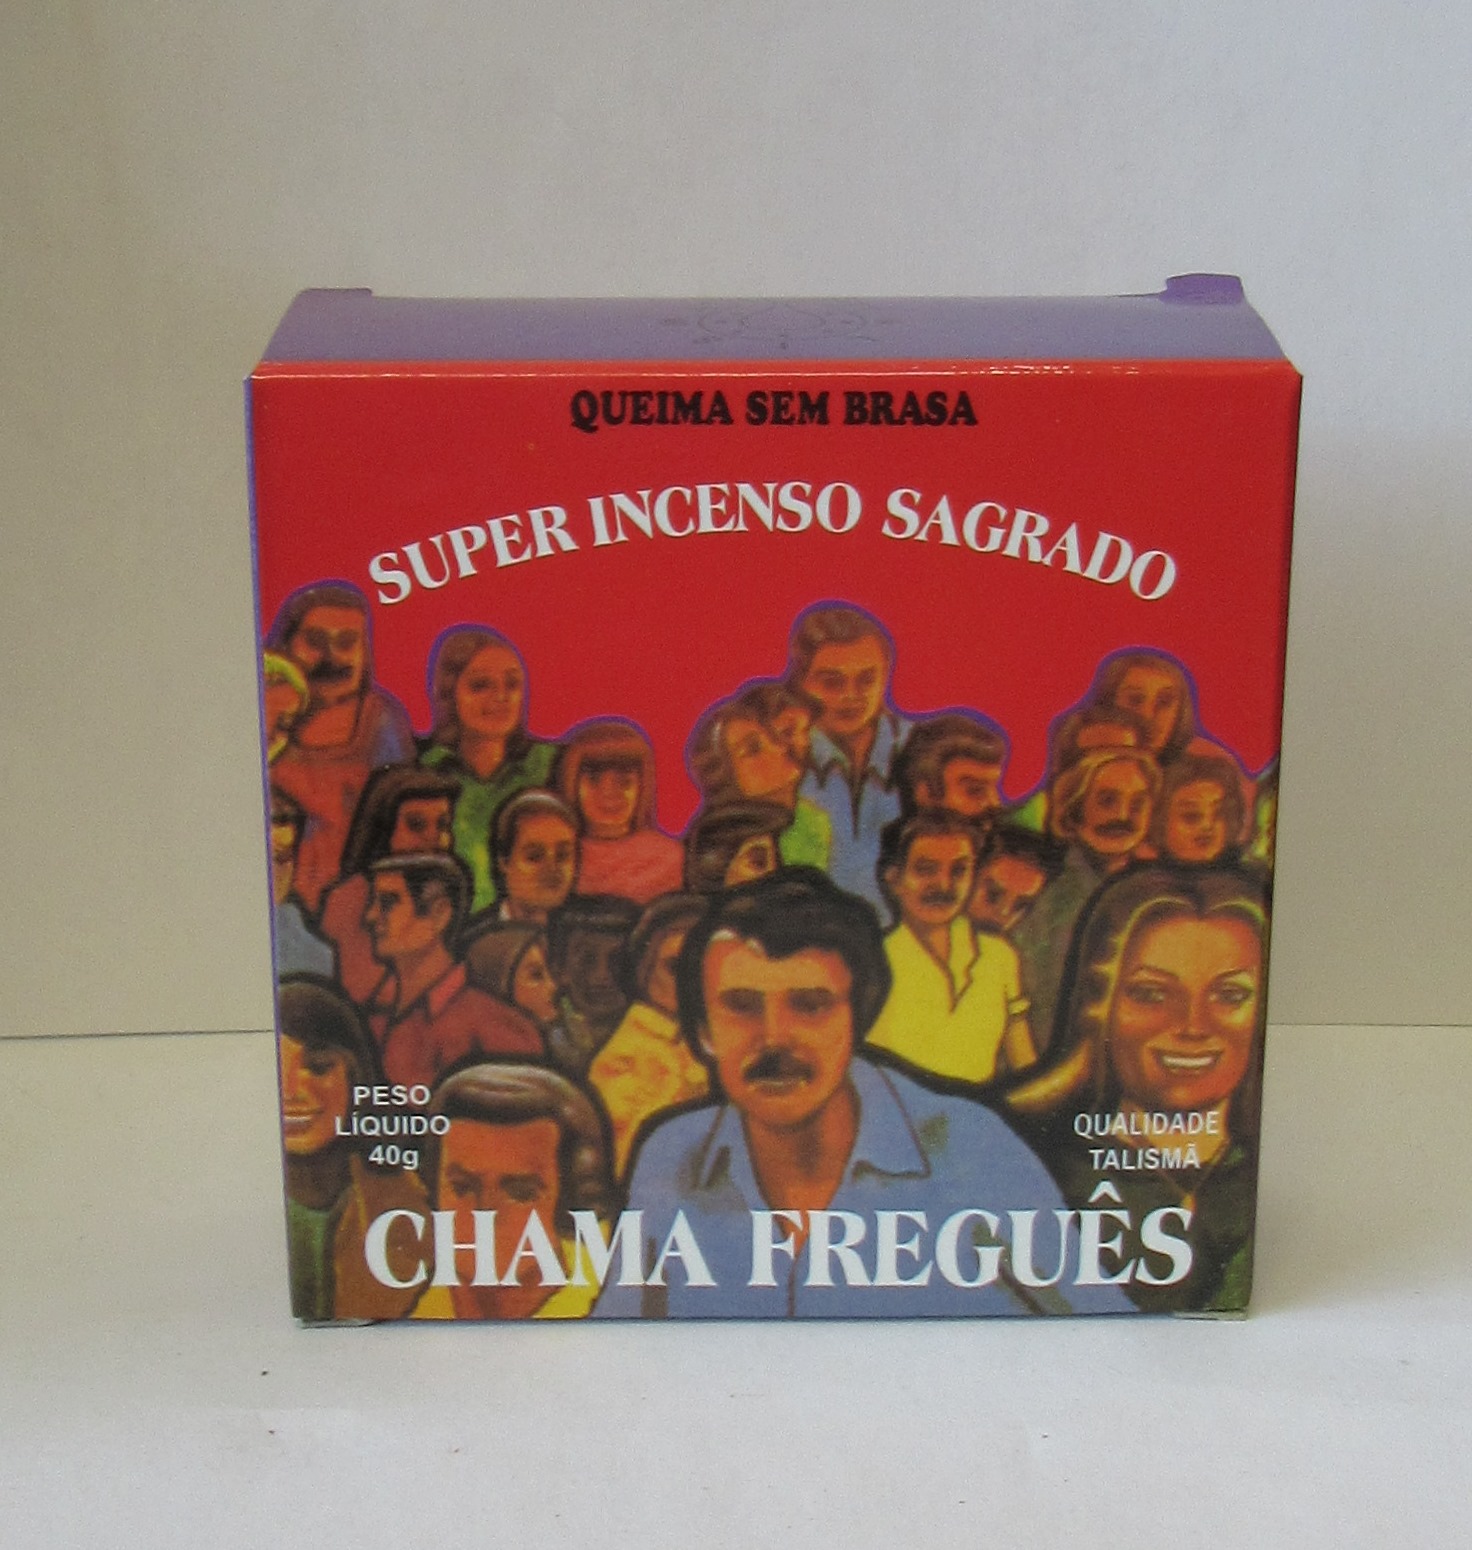 QUEIMA SEM BRASA
SUPER INCENSO SAGRADO
PESO
LÍQUIDO
40g
QUALIDADE
TALISMÃ
CHAMA FREGUÊS